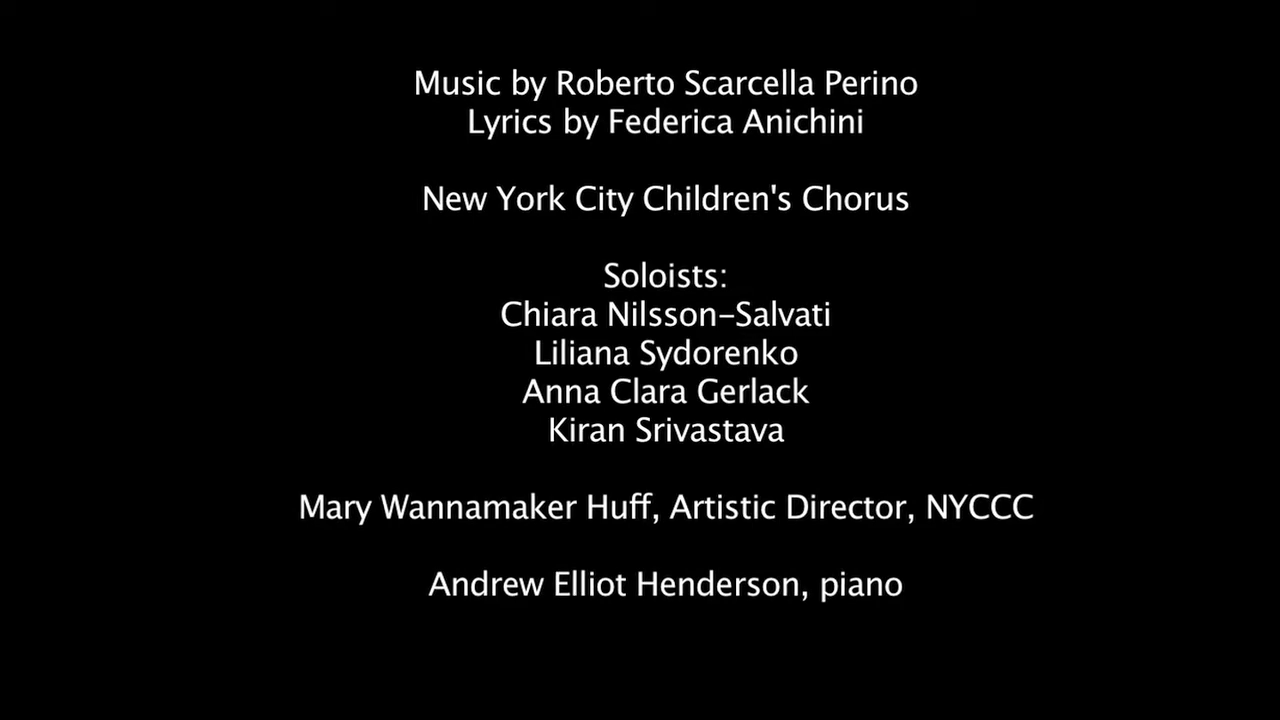 Music by Roberto Scarcella Perino
Lyrics by Federica Anichini
New York City Children's Chorus
Soloists:
Chiara Nilsson-Salvati
Liliana Sydorenko
Anna Clara Gerlack
Kiran Srivastava
Mary Wannamaker Huff, Artistic Director, NYCCC
Andrew Elliot Henderson, piano